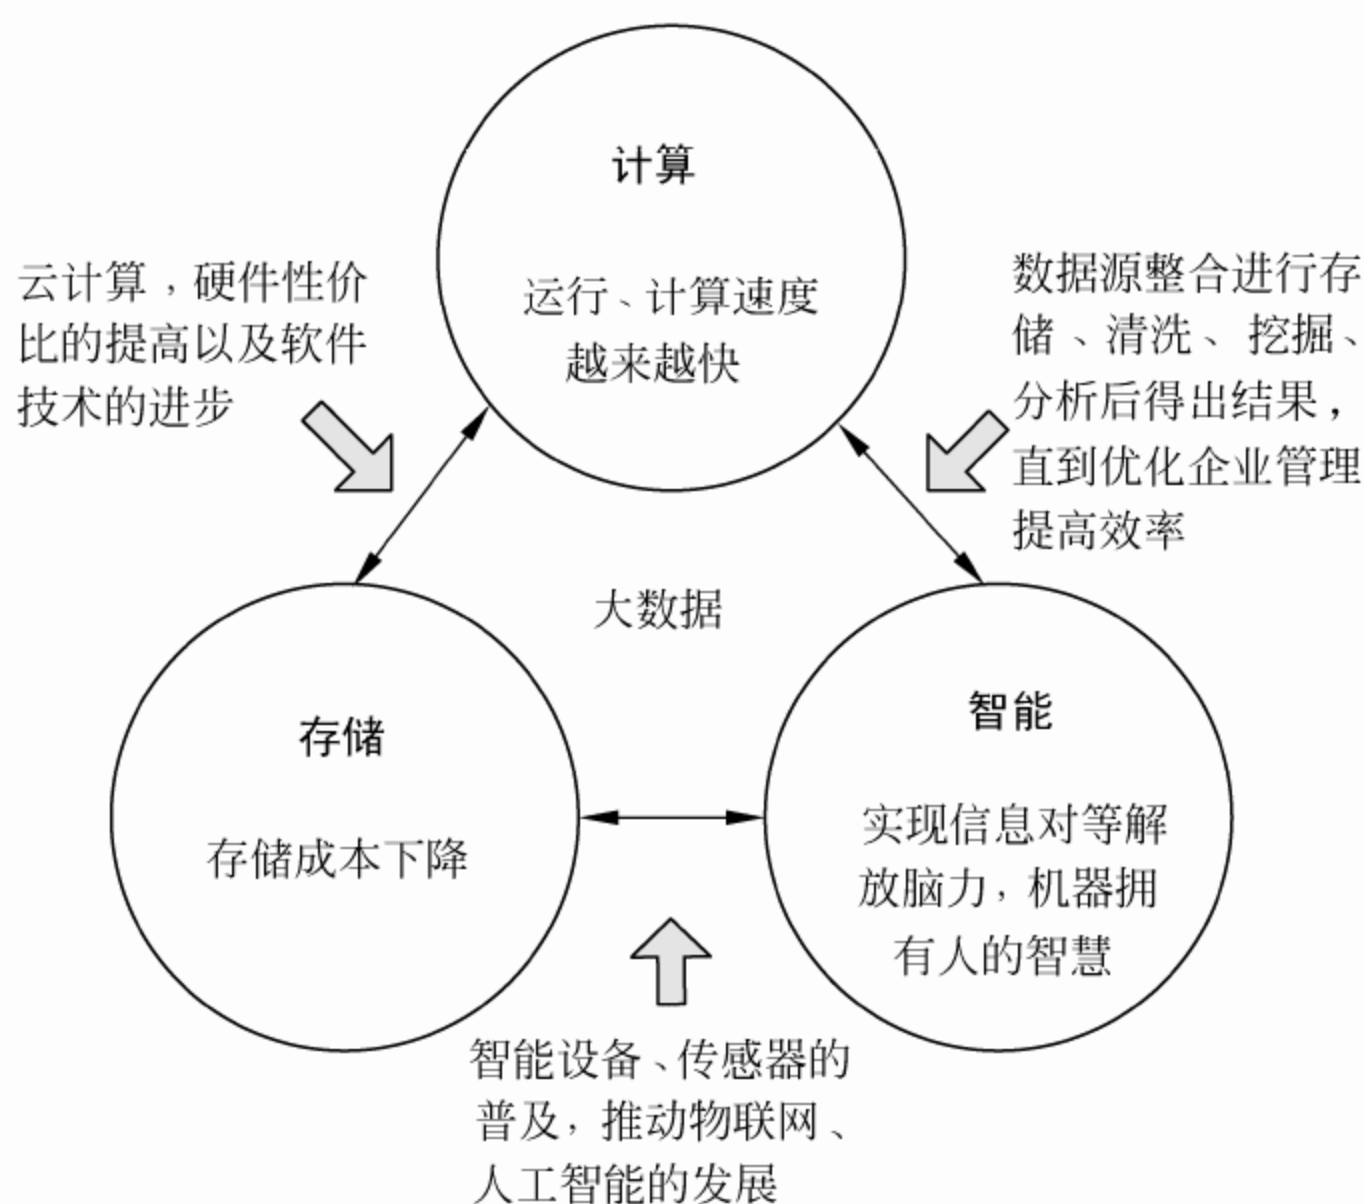 计算
运行、计算速度
越来越快
云计算，硬件性价
比的提高以及软件
技术的进步
数据源整合进行存
储、清洗、挖掘、
分析后得出结果，
直到优化企业管理
提高效率
大数据
存储
存储成本下降
智能
实现信息对等解
放脑力，机器拥
有人的智慧
智能设备、传感器的
普及，推动物联网、
人工智能的发展